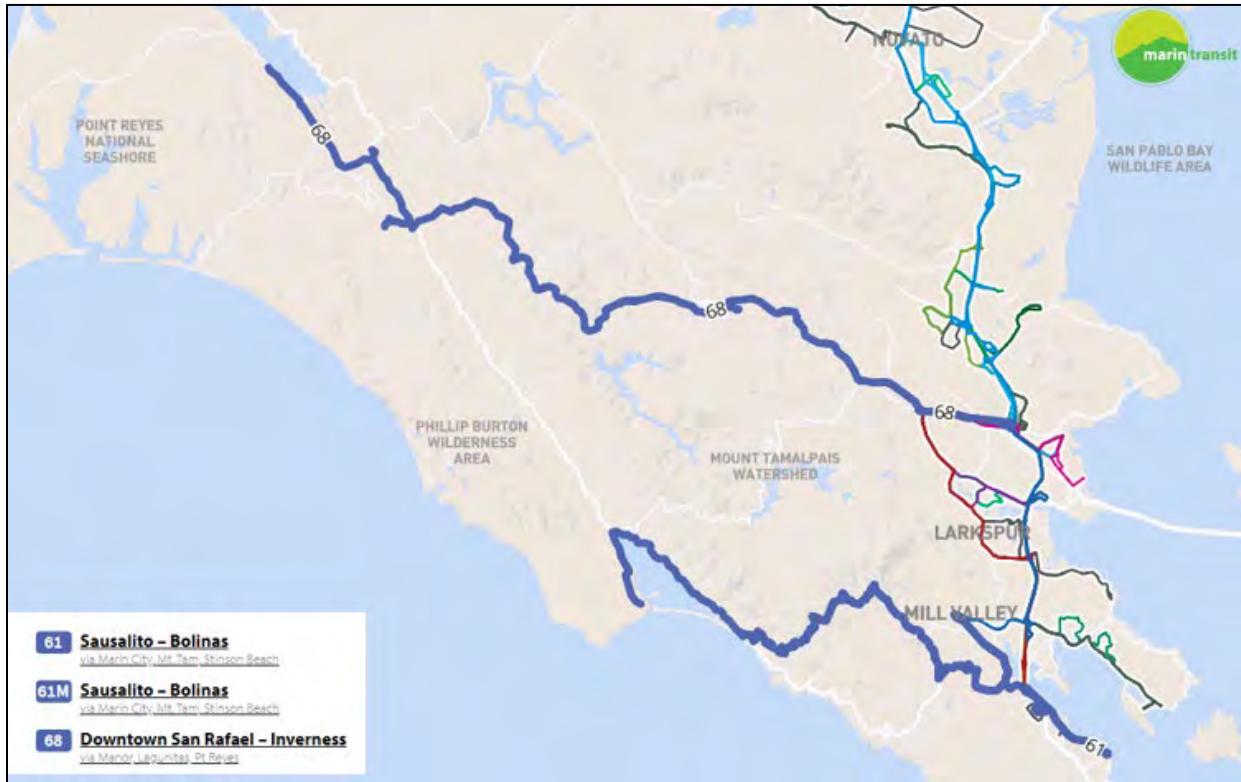 NOVATO
marintransit
POINT REYES
NATIONAL
SEASHORE
SAN PABLO BAY
WILDLIFE AREA
68
68
68
PHILLIP BURTON
WILDERNESS
AREA
MOUNT TAMALPAIS
WATERSHED
LARKSPUR
MILL VALLEY
61
61 Sausalito – Bolinas
via Marin City, Mt Tam, Stinson Beach
61M Sausalito – Bolinas
via Marin City, Mt Tam, Stinson Beach
68 Downtown San Rafael – Inverness
via Manor, Lagunitas, Pt Reyes